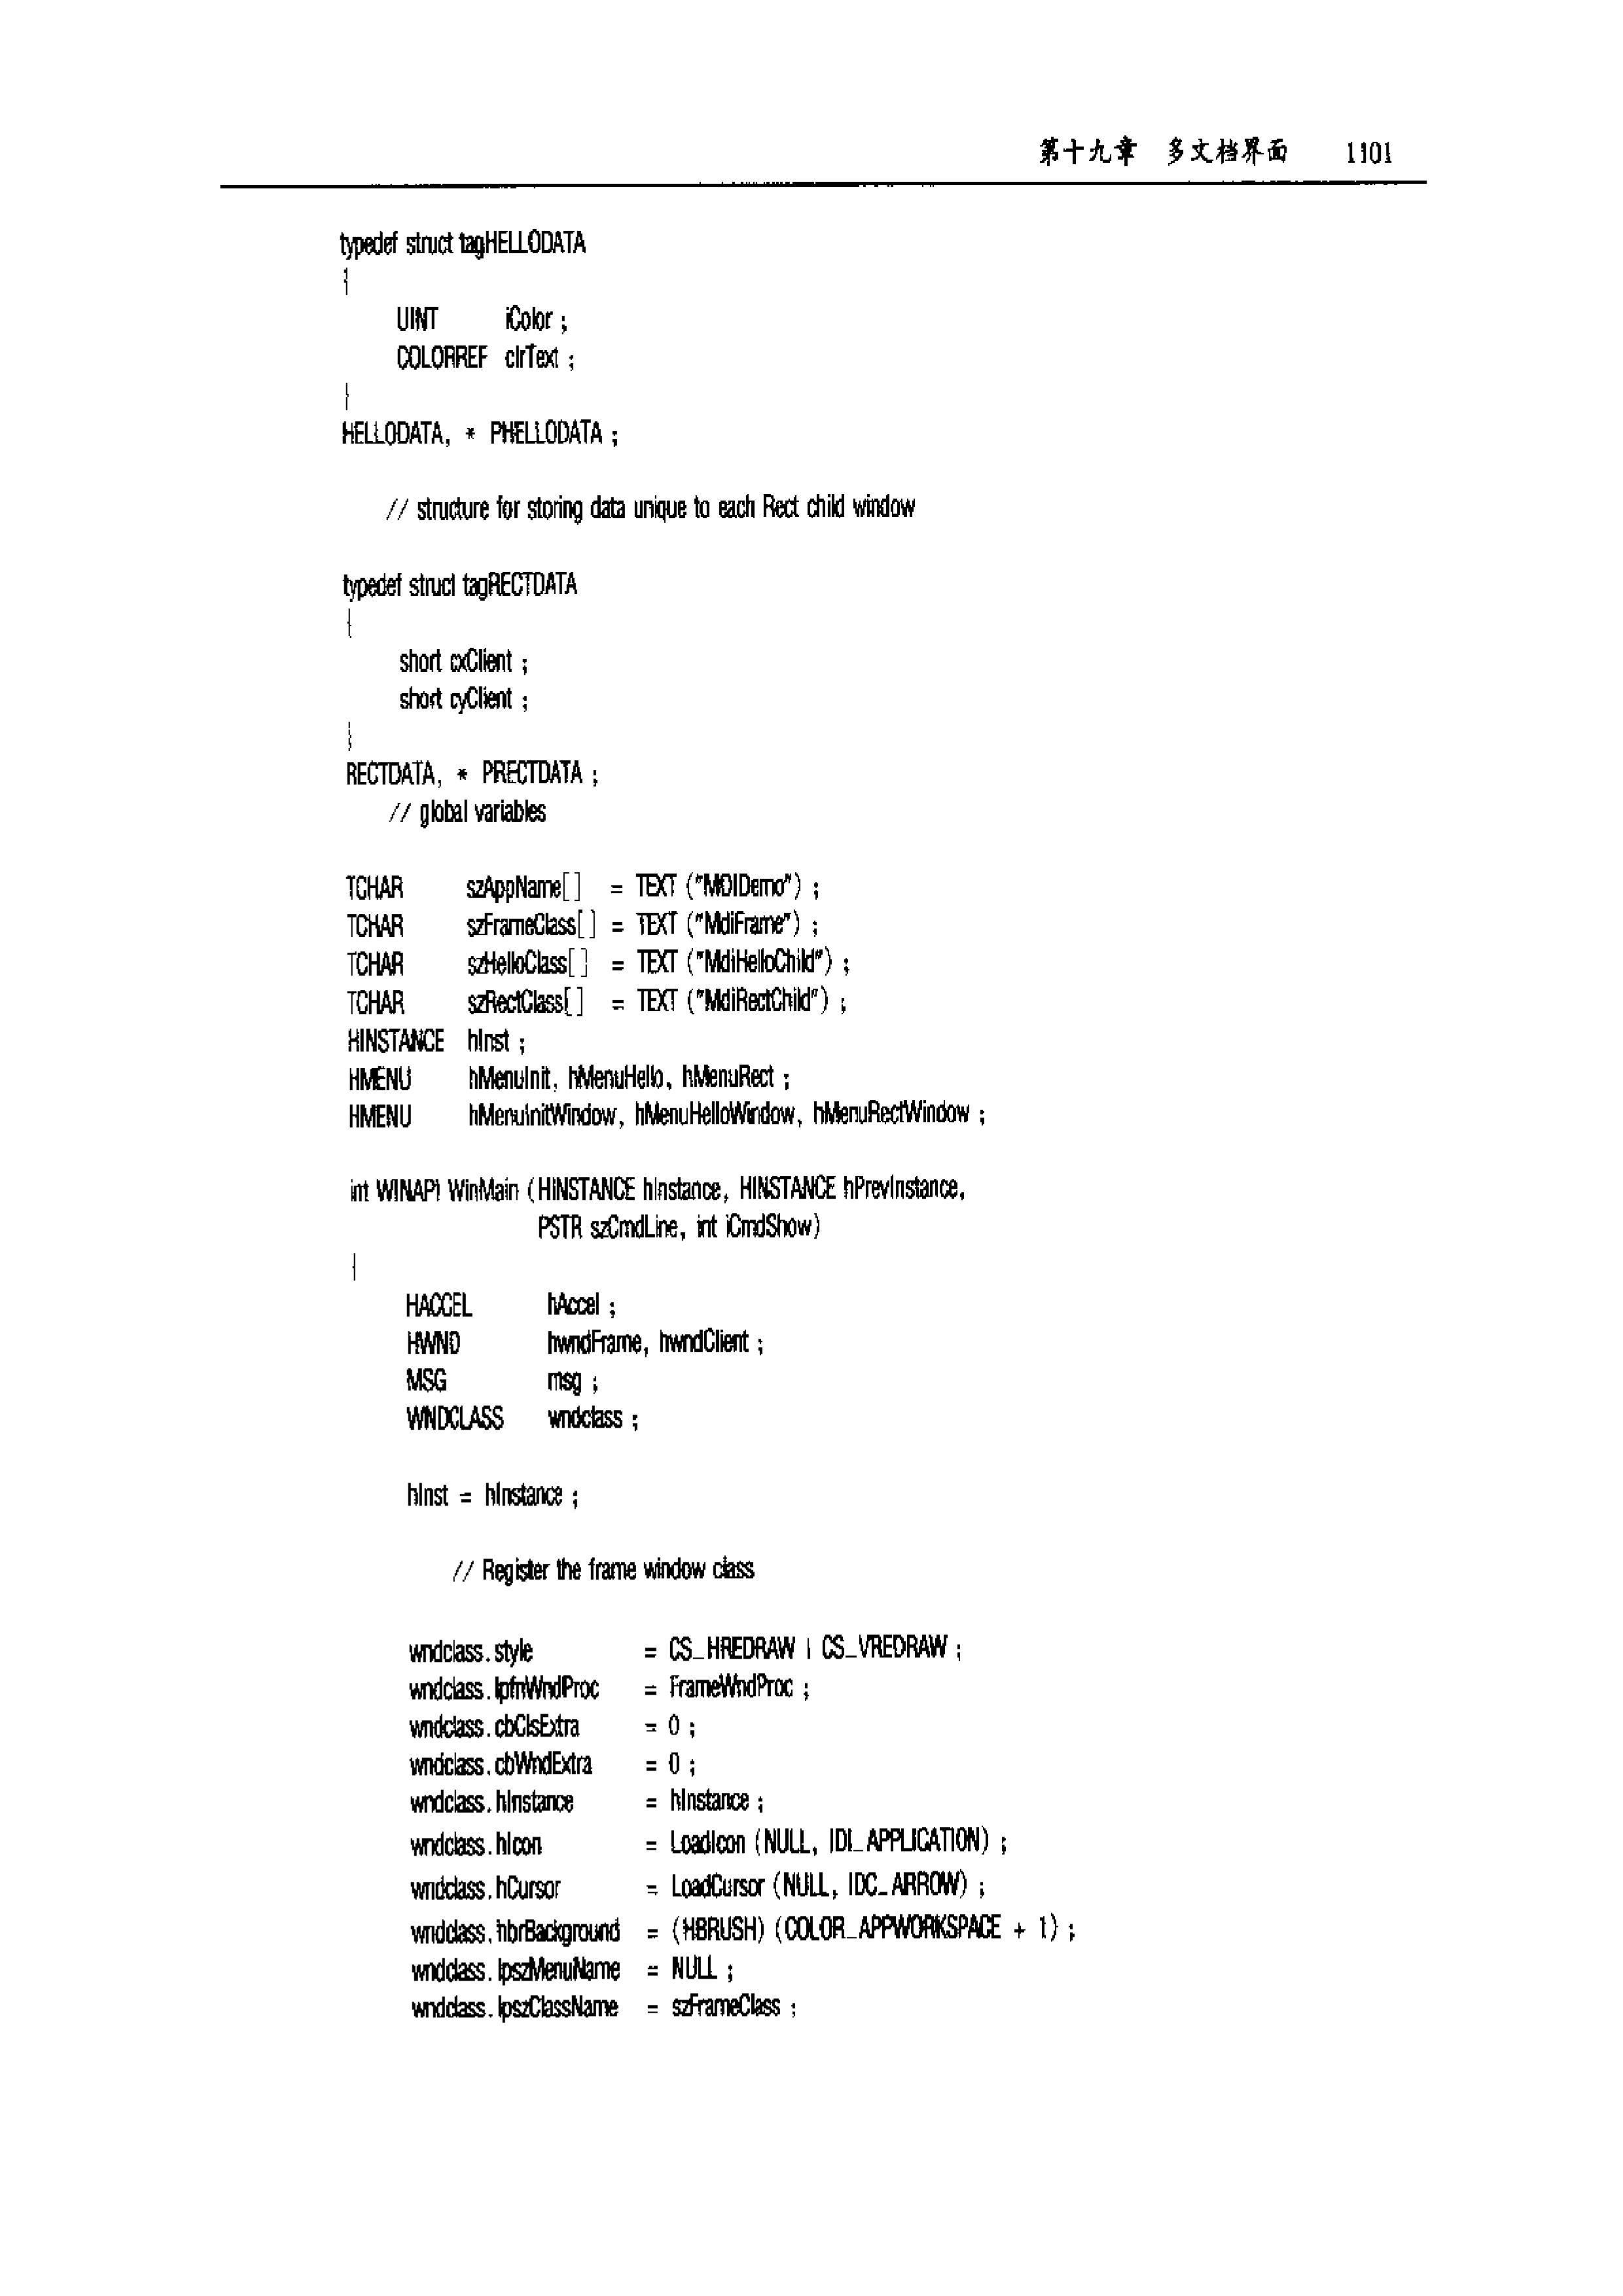 第十九章 多文档界面 1101
typedef struct tagHELLODATA
{
UINT iColor ;
COLORREF clrText ;
}
HELLODATA, * PHELLODATA ;
// structure for storing data unique to each Rect child window
typedef struct tagRECTDATA
{
short cxClient ;
short cyClient ;
}
RECTDATA, * PRECTDATA ;
// global variables
TCHAR szAppName[] = TEXT ("MDIDemo") ;
TCHAR szFrameClass[] = TEXT ("MdiFrame") ;
TCHAR szHelloClass[] = TEXT ("MdiHelloChild") ;
TCHAR szRectClass[] = TEXT ("MdiRectChild") ;
HINSTANCE hInst ;
HMENU hMenuInit, hMenuHello, hMenuRect ;
HMENU hMenuInitWindow, hMenuHelloWindow, hMenuRectWindow ;
int WINAPI WinMain (HINSTANCE hInstance, HINSTANCE hPrevInstance,
PSTR szCmdLine, int iCmdShow)
{
HACCEL hAccel ;
HWND hwndFrame, hwndClient ;
MSG msg ;
WNDCLASS wndclass ;
hInst = hInstance ;
// Register the frame window class
wndclass.style = CS_HREDRAW | CS_VREDRAW ;
wndclass.lpfnWndProc = FrameWndProc ;
wndclass.cbClsExtra = 0 ;
wndclass.cbWndExtra = 0 ;
wndclass.hInstance = hInstance ;
wndclass.hIcon = LoadIcon (NULL, IDI_APPLICATION) ;
wndclass.hCursor = LoadCursor (NULL, IDC_ARROW) ;
wndclass.hbrBackground = (HBRUSH) (COLOR_APPWORKSPACE + 1) ;
wndclass.lpszMenuName = NULL ;
wndclass.lpszClassName = szFrameClass ;